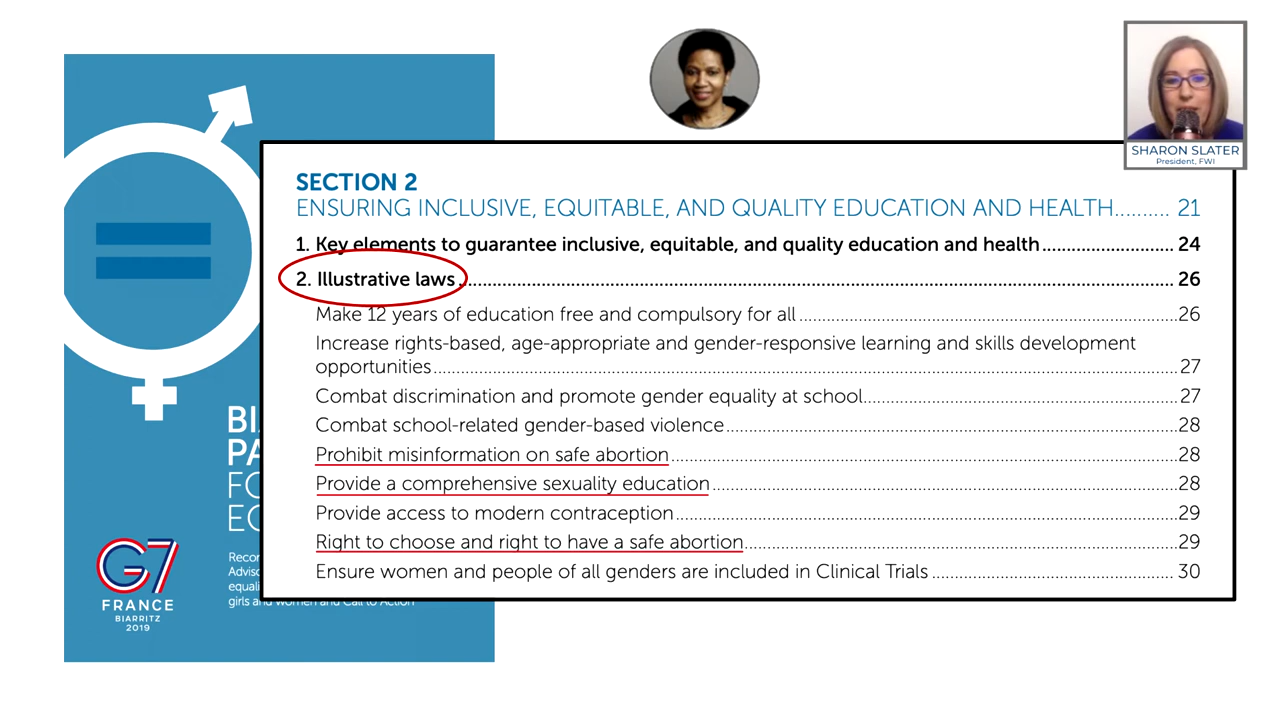 SHARON SLATER
President, FWI
SECTION 2
ENSURING INCLUSIVE, EQUITABLE, AND QUALITY EDUCATION AND HEALTH.......... 21
1. Key elements to guarantee inclusive, equitable, and quality education and health........................ 24
2. Illustrative laws........................ 26
Make 12 years of education free and compulsory for all........................26
Increase rights-based, age-appropriate and gender-responsive learning and skills development
opportunities........................27
Combat discrimination and promote gender equality at school........................27
Combat school-related gender-based violence........................28
Prohibit misinformation on safe abortion........................28
Provide a comprehensive sexuality education........................28
Provide access to modern contraception........................29
Right to choose and right to have a safe abortion........................29
Ensure women and people of all genders are included in Clinical Trials........................ 30
G7
FRANCE
BIARRITZ
2019
girls and women and Call to Action